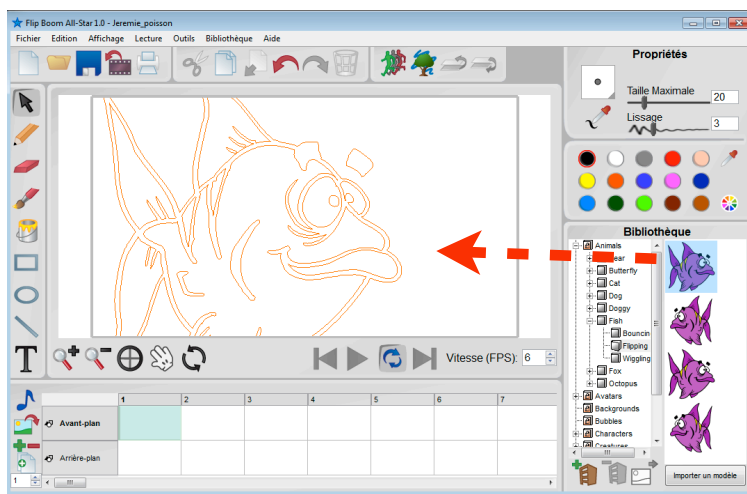 Flip Boom All-Star 1.0 - Jeremie_poisson
Fichier Edition Affichage Lecture Outils Bibliothèque Aide
Propriétés
Taille Maximale
20
Lissage
3
T
Bibliothèque
Animals
Butterfly
Cat
Dog
Doggy
Fish
Bouncin
Flipping
Wiggling
Fox
Octopus
Avatars
Backgrounds
Bubbles
Characters
Creatures
Importer un modèle
Vitesse (FPS): 6
1 2 3 4 5 6 7
Avant-plan
Arrière-plan
1